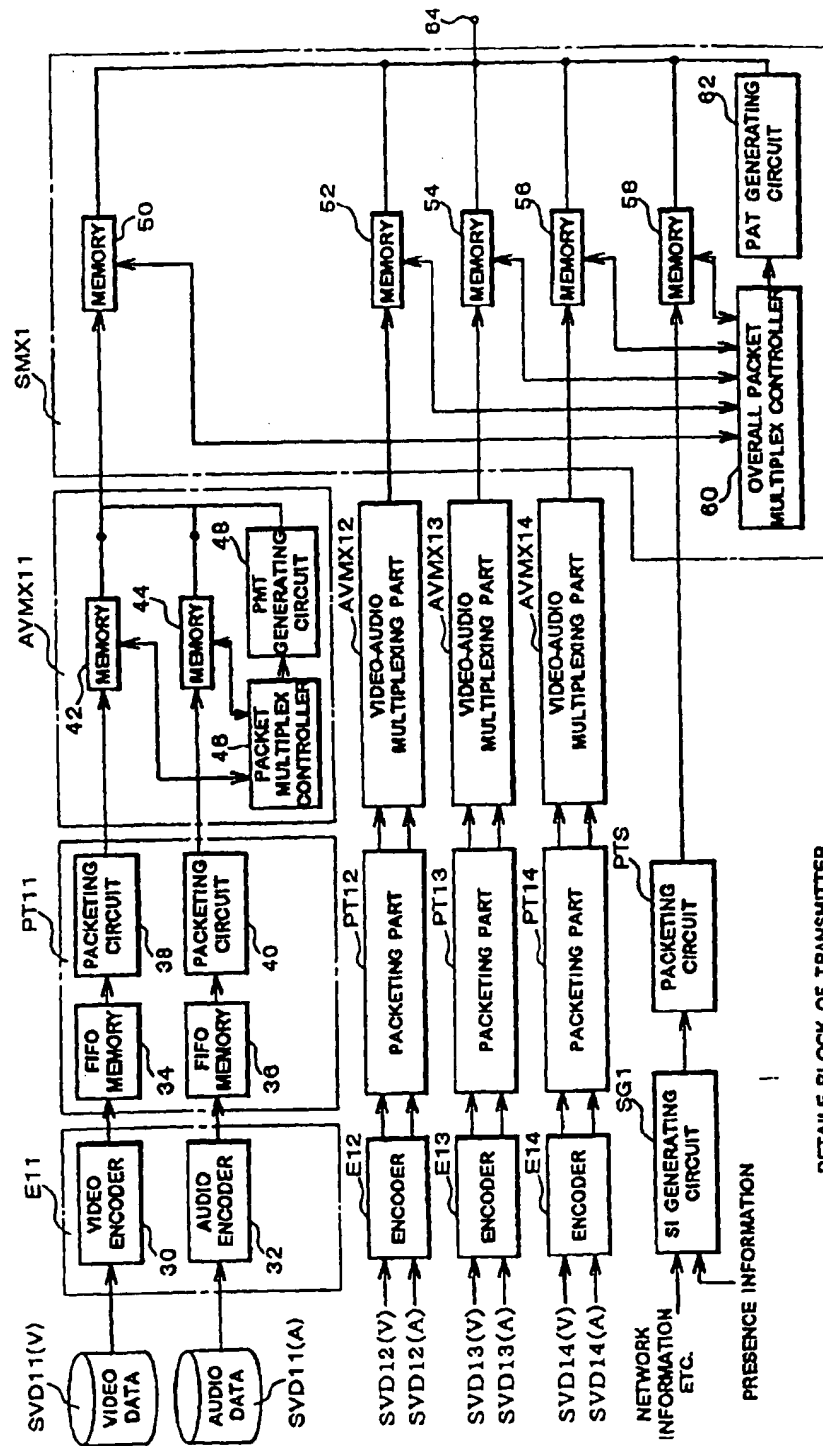 SVD11(V)
VIDEO
DATA
AUDIO
DATA
SVD11(A)
E11
VIDEO
ENCODER
30
AUDIO
ENCODER
32
PT11
FIFO
MEMORY
34
PACKETING
CIRCUIT
38
FIFO
MEMORY
36
PACKETING
CIRCUIT
40
AVMX11
MEMORY
42
MEMORY
44
PACKET
MULTIPLEX
CONTROLLER
46
PMT
GENERATING
CIRCUIT
48
SMX1
MEMORY
50
64
SVD12(V)
SVD12(A)
E12
ENCODER
PT12
PACKETING PART
AVMX12
VIDEO-AUDIO
MULTIPLEXING PART
MEMORY
52
SVD13(V)
SVD13(A)
E13
ENCODER
PT13
PACKETING PART
AVMX13
VIDEO-AUDIO
MULTIPLEXING PART
MEMORY
54
SVD14(V)
SVD14(A)
E14
ENCODER
PT14
PACKETING PART
AVMX14
VIDEO-AUDIO
MULTIPLEXING PART
MEMORY
56
NETWORK
INFORMATION
ETC.
PRESENCE INFORMATION
SG1
SI GENERATING
CIRCUIT
PTS
PACKETING
CIRCUIT
MEMORY
58
60
OVERALL PACKET
MULTIPLEX CONTROLLER
PAT GENERATING
CIRCUIT
62